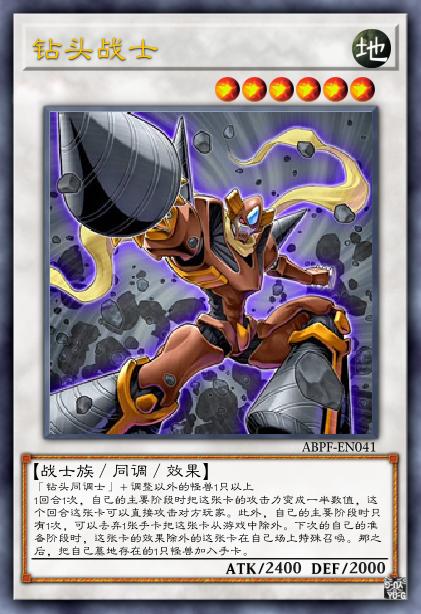 钻头战士
地
ABPF-EN041
【战士族／同调／效果】
「钻头同调士」＋调整以外的怪兽1只以上
1回合1次，自己的主要阶段时把这张卡的攻击力变成一半数值，这
个回合这张卡可以直接攻击对方玩家。此外，自己的主要阶段时只
有1次，可以丢弃1张手卡把这张卡从游戏中除外。下次的自己的准
备阶段时，这张卡的效果除外的这张卡在自己场上特殊召唤。那之
后，把自己墓地存在的1只怪兽加入手卡。
ATK/2400 DEF/2000